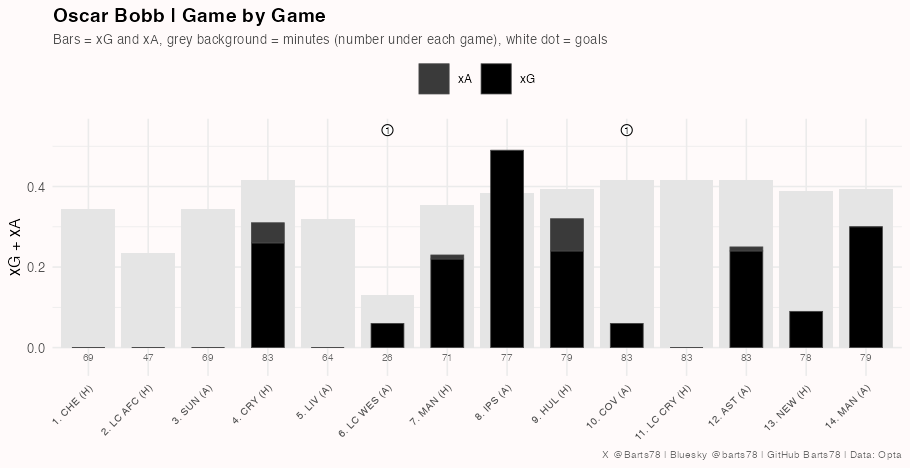 Oscar Bobb | Game by Game
Bars = xG and xA, grey background = minutes (number under each game), white dot = goals
xA xG
1 1
xG + xA
0.4
0.2
0.0
69 47 69 83 64 26 71 77 79 83 83 83 78 79
1. CHE (H)
2. LC AFC (H)
3. SUN (A)
4. CRY (H)
5. LIV (A)
6. LC WES (A)
7. MAN (H)
8. IPS (A)
9. HUL (H)
10. COV (A)
11. LC CRY (H)
12. AST (A)
13. NEW (H)
14. MAN (A)
X @Barts78 | Bluesky @barts78 | GitHub Barts78 | Data: Opta